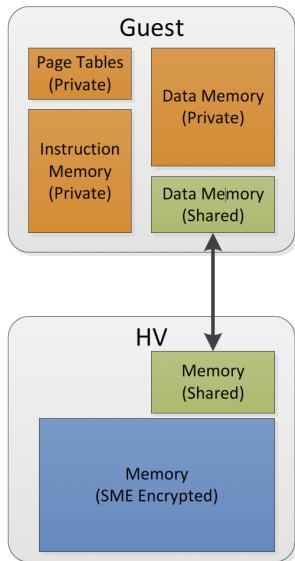 Guest
Page Tables
(Private)
Data Memory
(Private)
Instruction
Memory
(Private)
Data Memory
(Shared)
HV
Memory
(Shared)
Memory
(SME Encrypted)